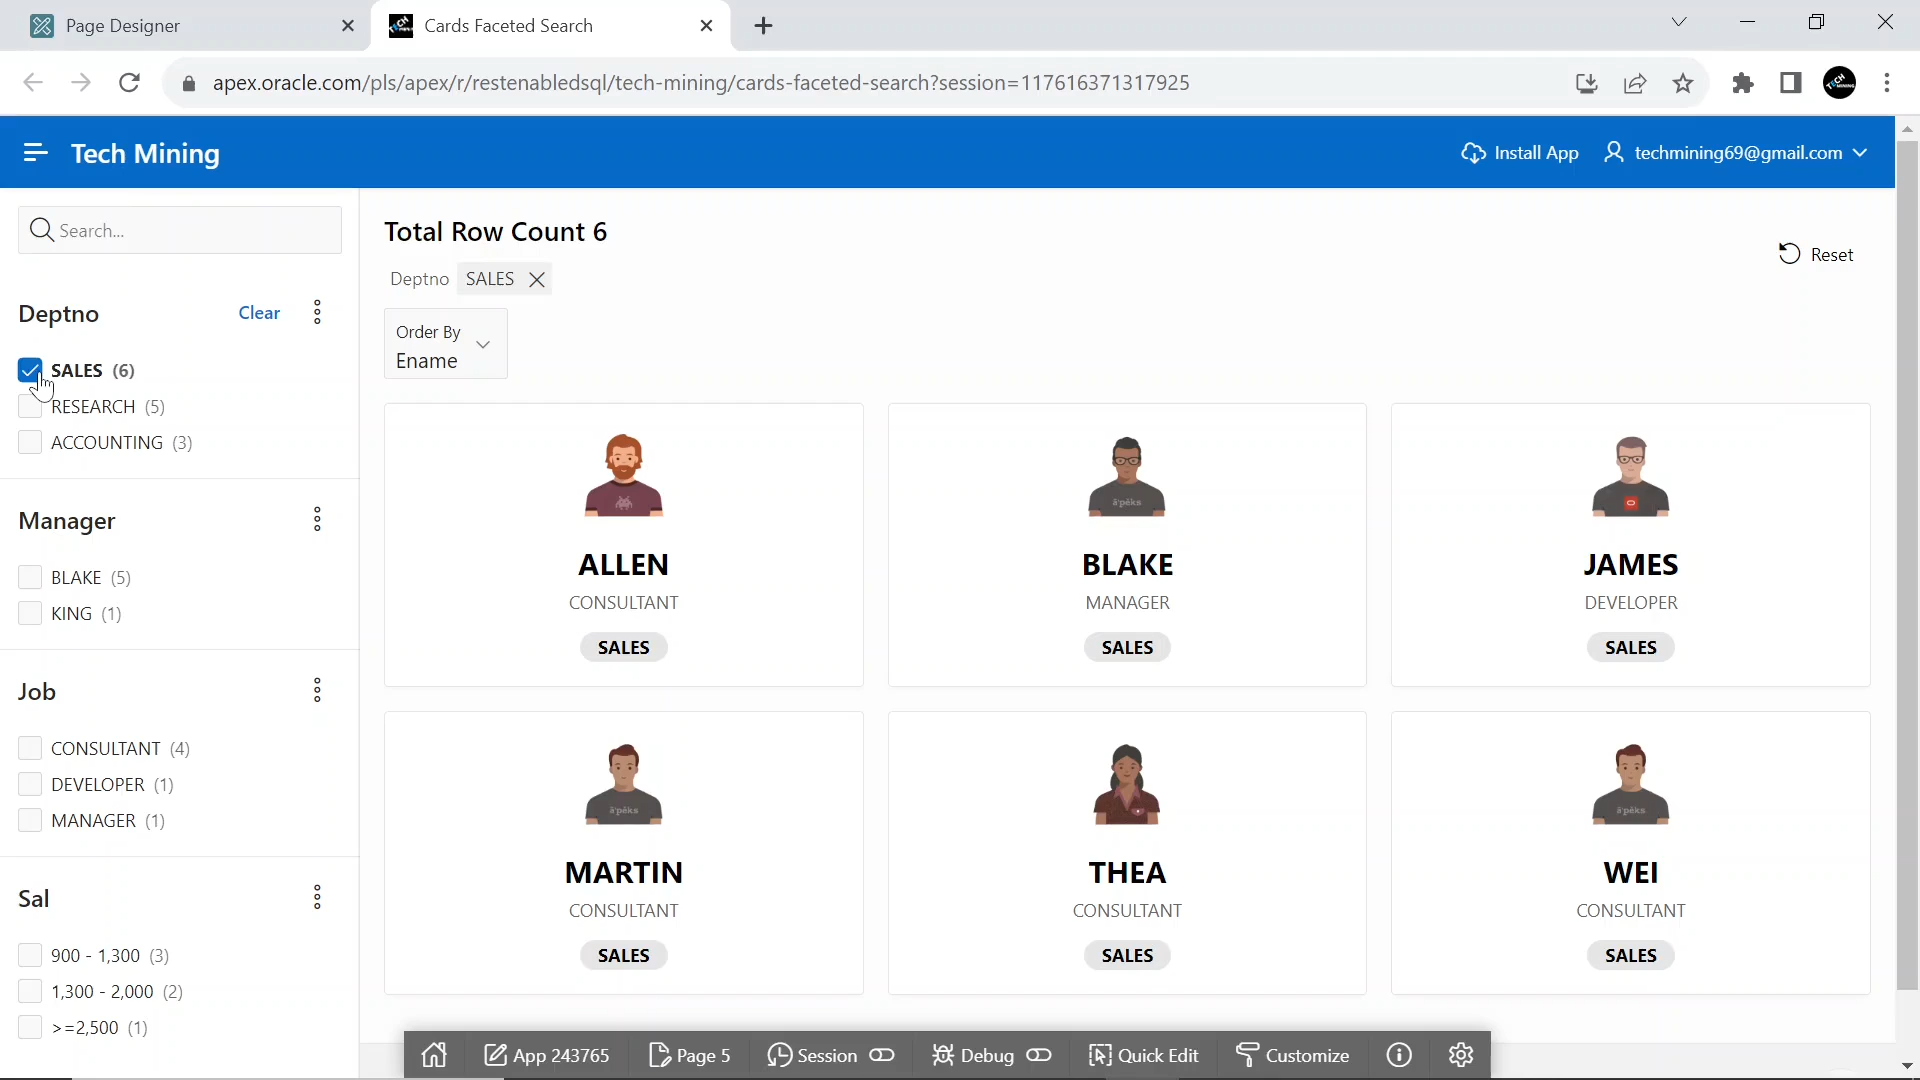 Page Designer
Cards Faceted Search
apex.oracle.com/pls/apex/r/restenabledsql/tech-mining/cards-faceted-search?session=117616371317925
Tech Mining
Install App
techmining69@gmail.com
Search...
Total Row Count 6
Reset
Deptno SALES
Order By
Ename
Deptno Clear
SALES (6)
RESEARCH (5)
ACCOUNTING (3)
Manager
BLAKE (5)
KING (1)
Job
CONSULTANT (4)
DEVELOPER (1)
MANAGER (1)
Sal
900 - 1,300 (3)
1,300 - 2,000 (2)
>=2,500 (1)
ALLEN
CONSULTANT
SALES
āʹpěks
BLAKE
MANAGER
SALES
JAMES
DEVELOPER
SALES
āʹpěks
MARTIN
CONSULTANT
SALES
THEA
CONSULTANT
SALES
āʹpěks
WEI
CONSULTANT
SALES
App 243765
Page 5
Session
Debug
Quick Edit
Customize